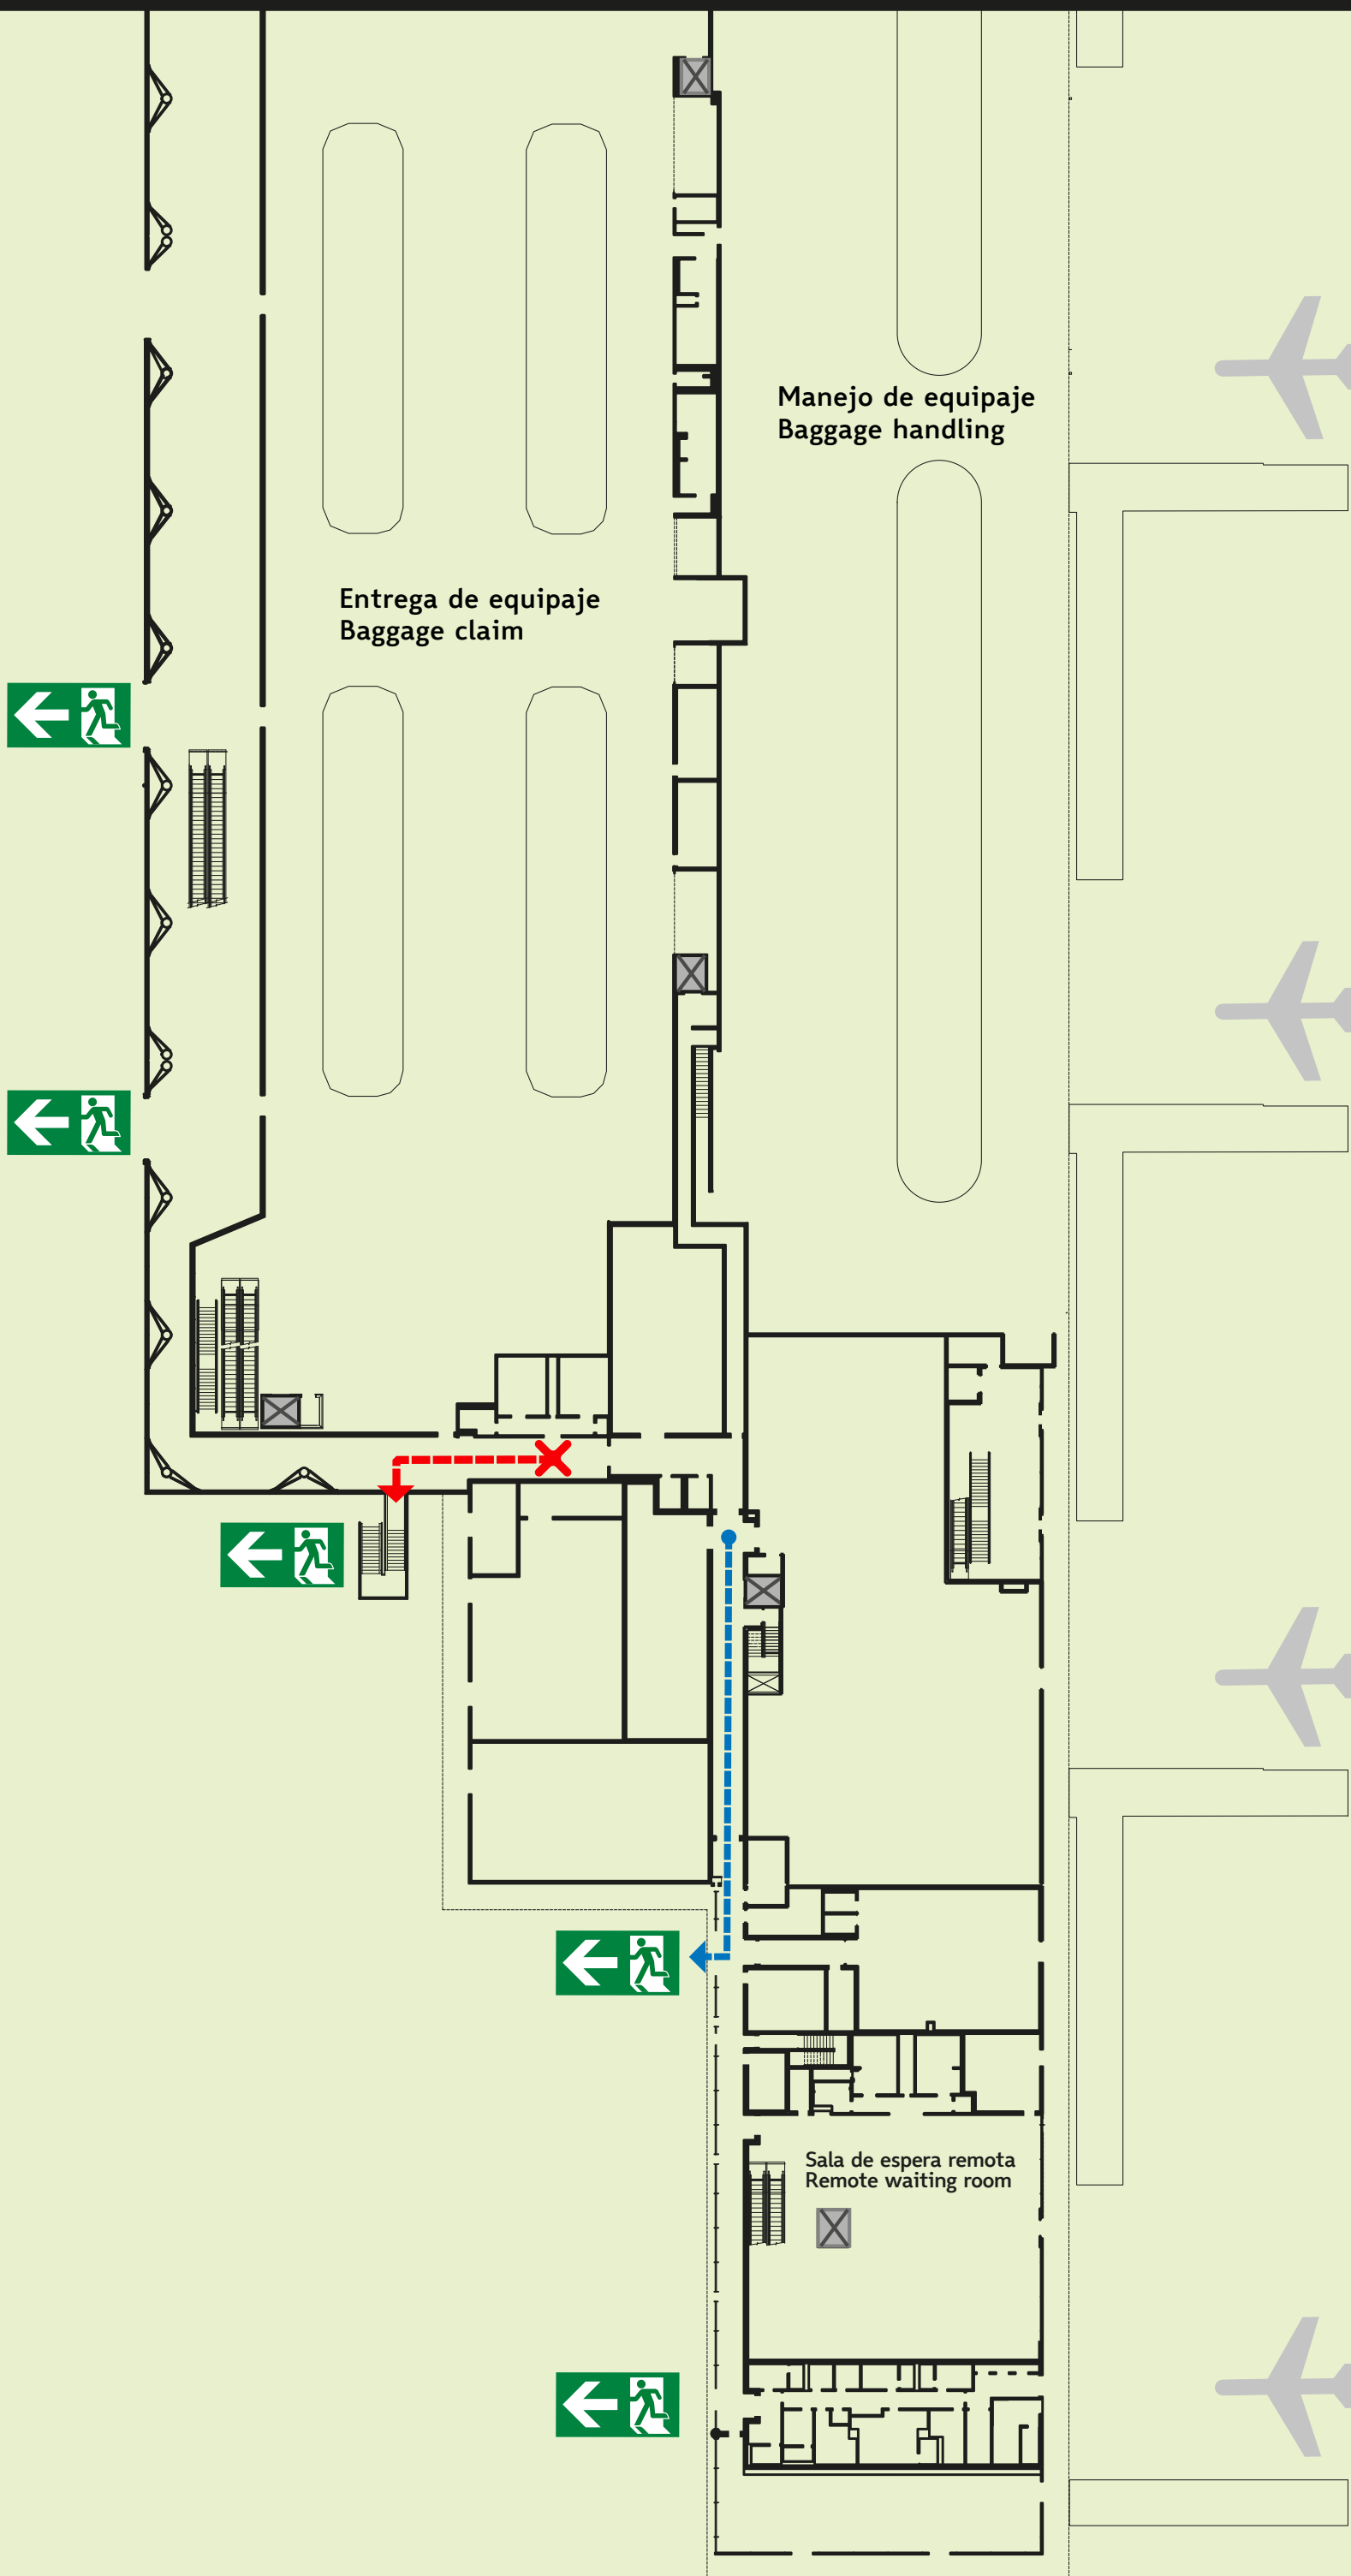 Manejo de equipaje
Baggage handling
Entrega de equipaje
Baggage claim
Sala de espera remota
Remote waiting room